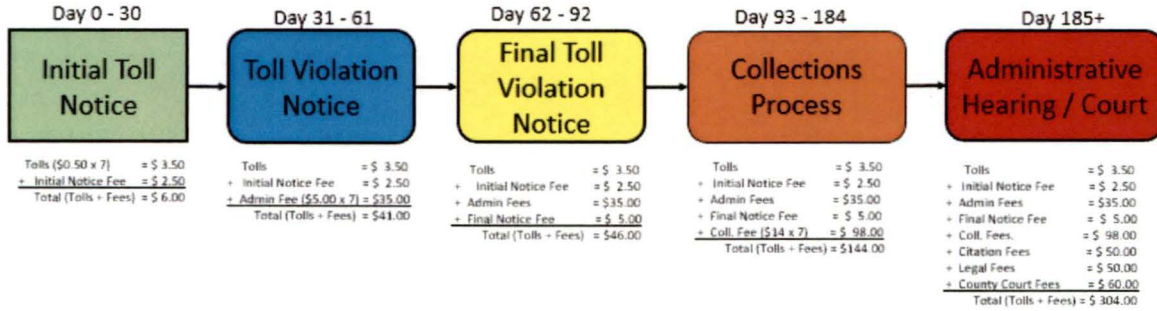 Day 0 - 30
Initial Toll
Notice
Tolls ($0.50 x 7) = $ 3.50
+ Initial Notice Fee = $ 2.50
Total (Tolls + Fees) = $ 6.00
Day 31 - 61
Toll Violation
Notice
Tolls = $ 3.50
+ Initial Notice Fee = $ 2.50
+ Admin Fee ($5.00 x 7) = $35.00
Total (Tolls + Fees) = $41.00
Day 62 - 92
Final Toll
Violation
Notice
Tolls = $ 3.50
+ Initial Notice Fee = $ 2.50
+ Admin Fees = $35.00
+ Final Notice Fee = $ 5.00
Total (Tolls + Fees) = $46.00
Day 93 - 184
Collections
Process
Tolls = $ 3.50
+ Initial Notice Fee = $ 2.50
+ Admin Fees = $35.00
+ Final Notice Fee = $ 5.00
+ Coll. Fee ($14 x 7) = $ 98.00
Total (Tolls + Fees) = $144.00
Day 185+
Administrative
Hearing / Court
Tolls = $ 3.50
+ Initial Notice Fee = $ 2.50
+ Admin Fees = $35.00
+ Final Notice Fee = $ 5.00
+ Coll. Fees. = $ 98.00
+ Citation Fees = $ 50.00
+ Legal Fees = $ 50.00
+ County Court Fees = $ 60.00
Total (Tolls + Fees) = $ 304.00